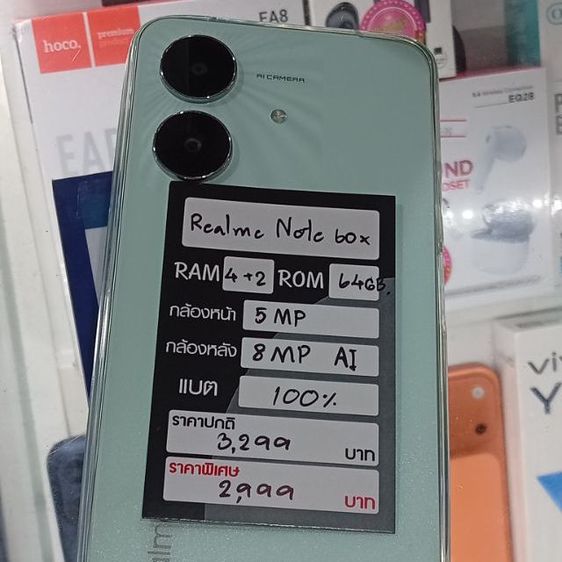 hoco.
premium
EA8
AI CAMERA
EQ28
Realme Note 60x
RAM 4+2 ROM 64GB.
กล้องหน้า 5 MP
กล้องหลัง 8 MP AI
แบต 100%
ราคาปกติ
3,299 บาท
ราคาพิเศษ
2,999 บาท